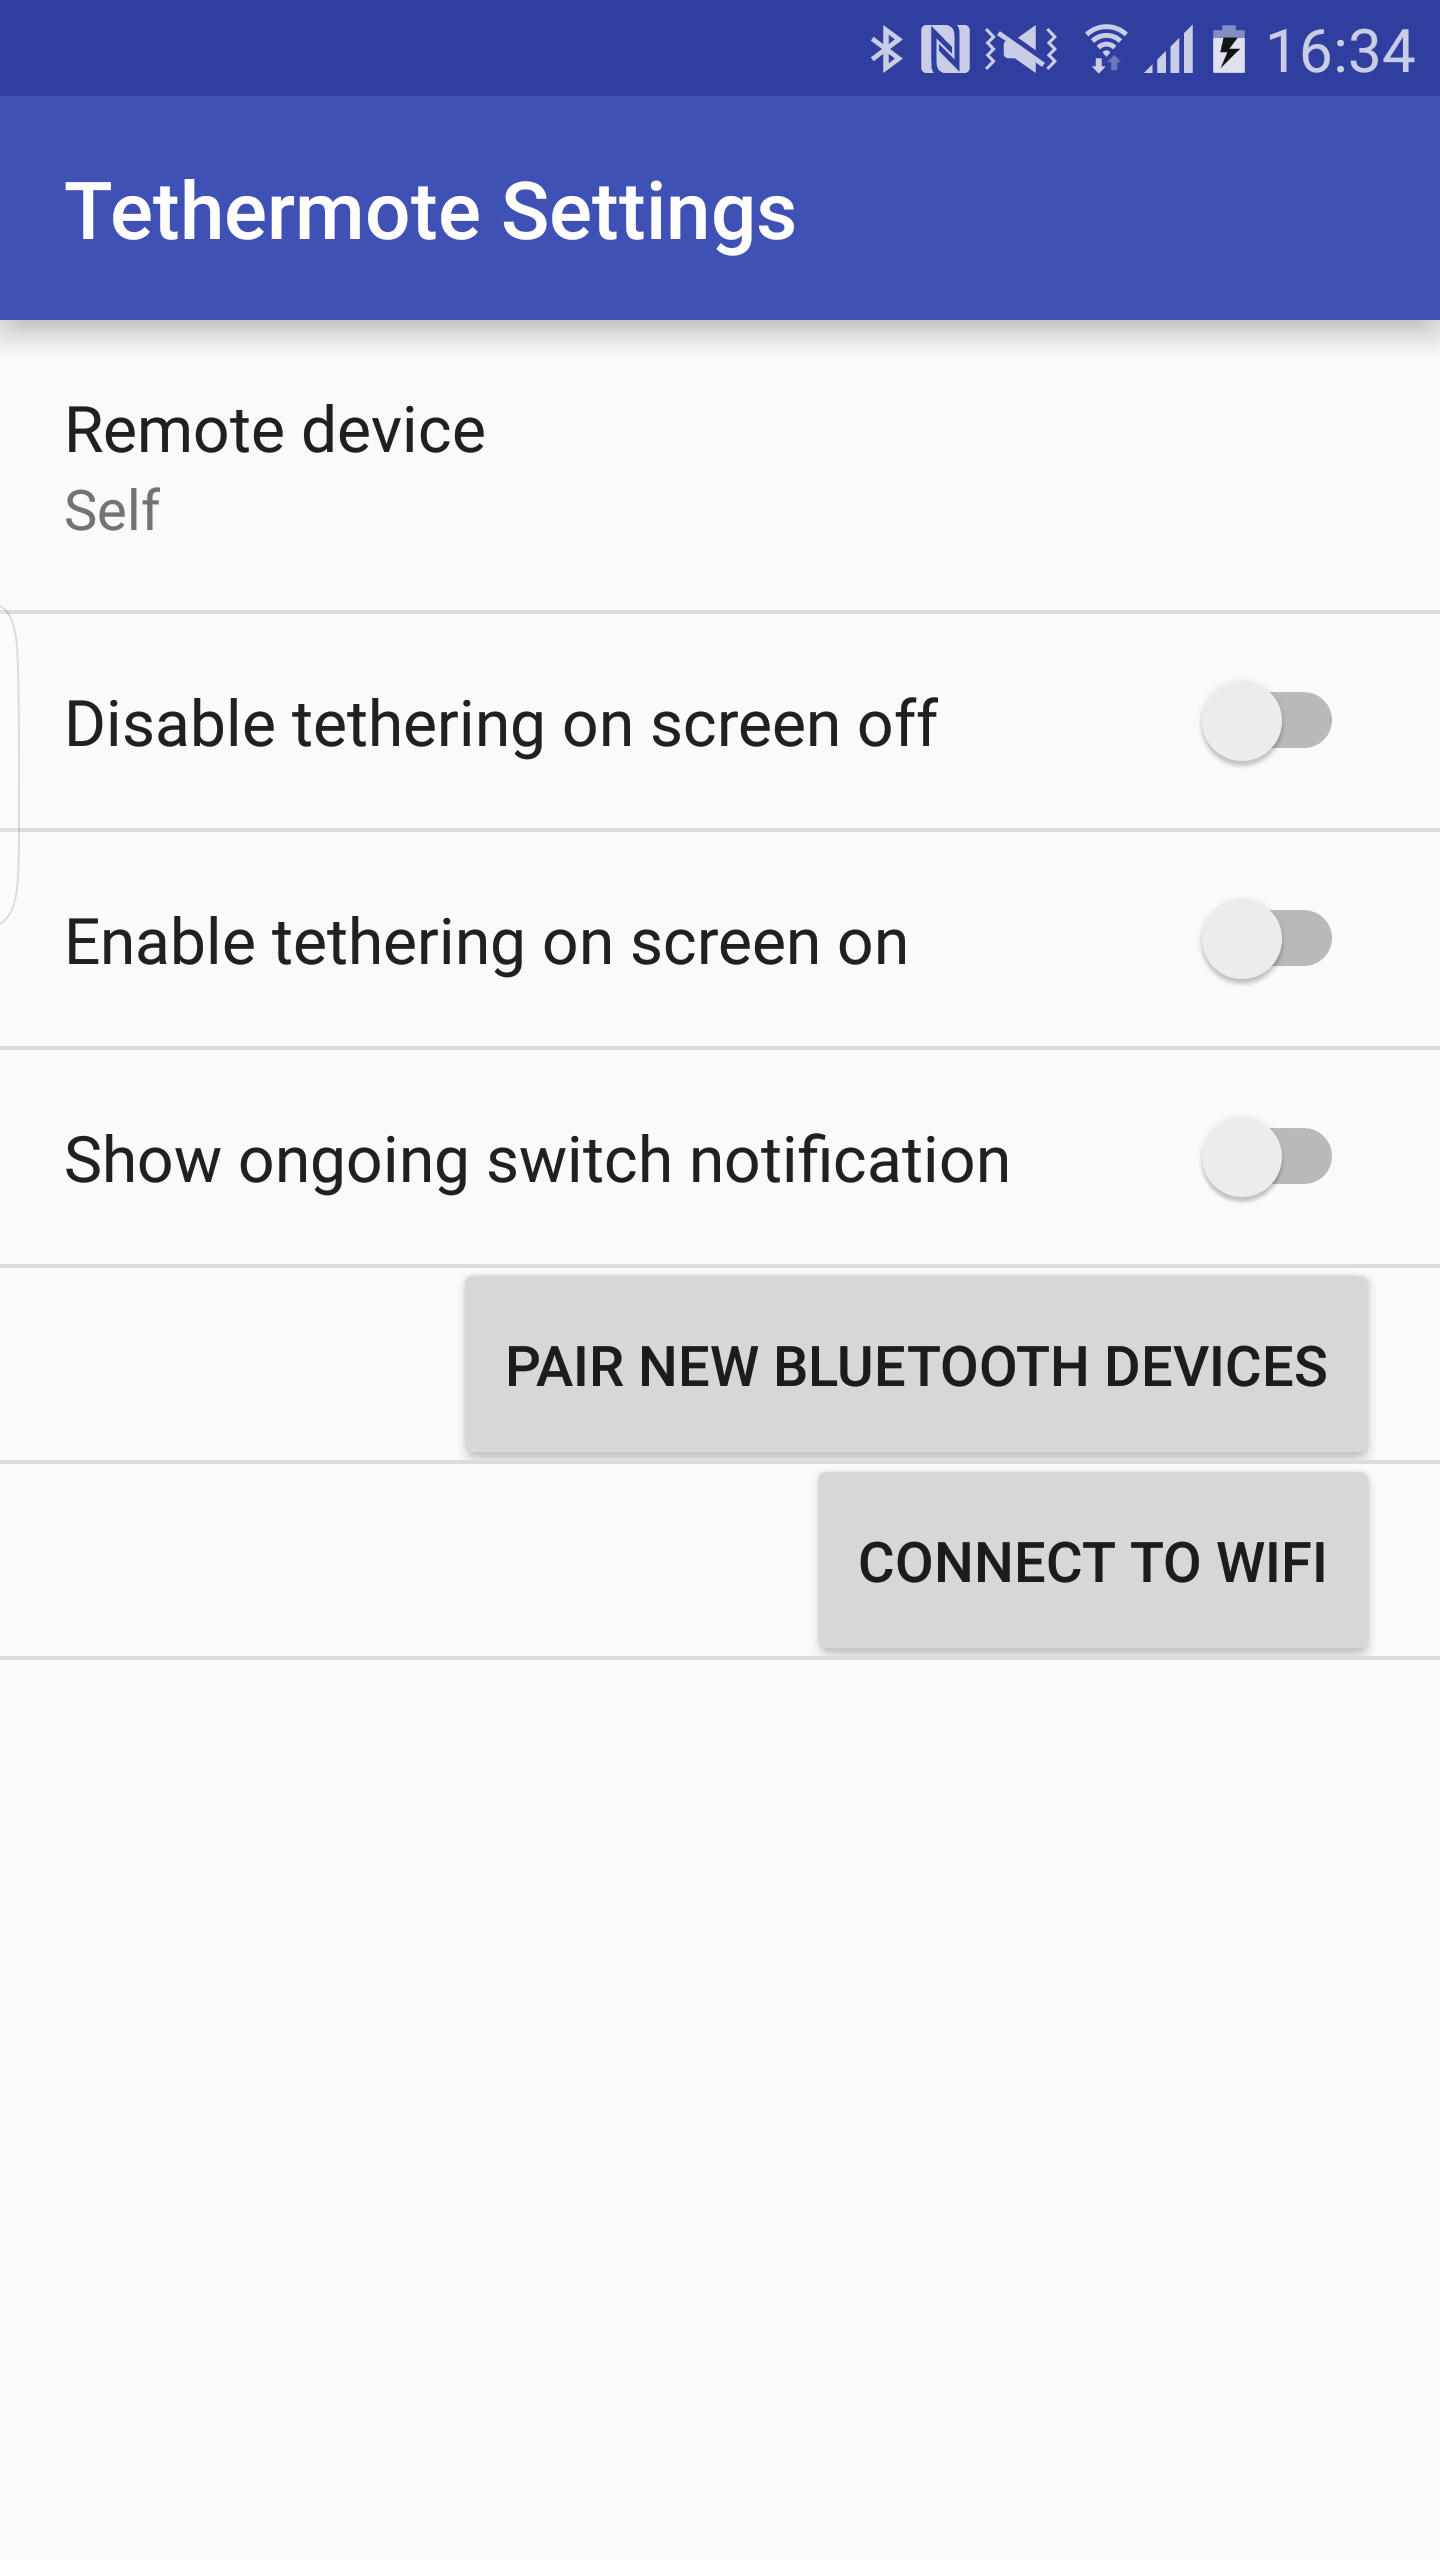 16:34
Tethermote Settings
Remote device
Self
Disable tethering on screen off
Enable tethering on screen on
Show ongoing switch notification
PAIR NEW BLUETOOTH DEVICES
CONNECT TO WIFI